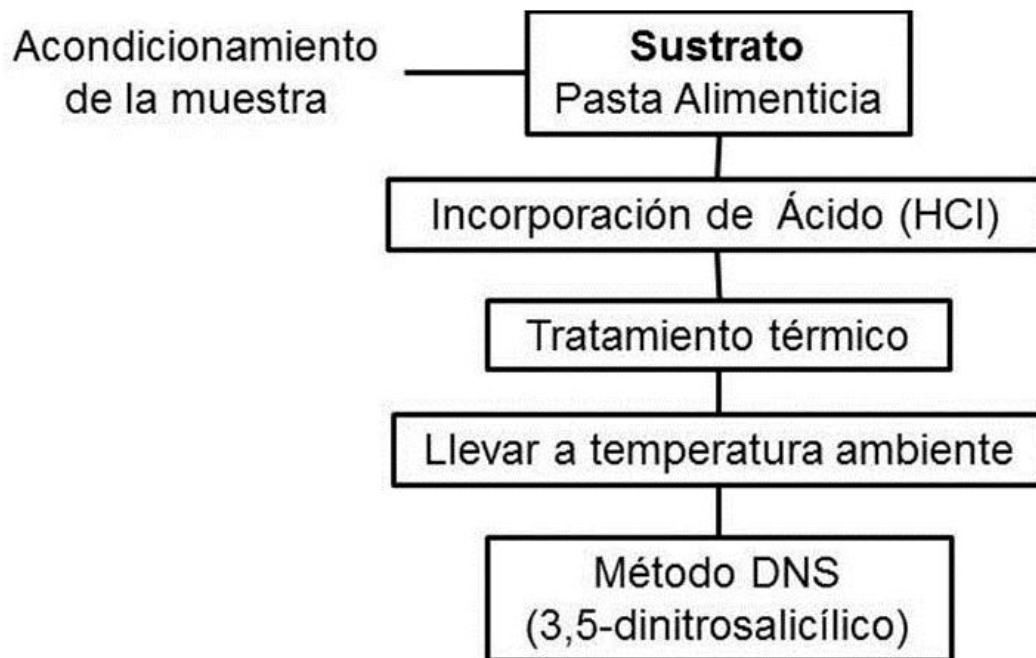 Acondicionamiento
de la muestra
Sustrato
Pasta Alimenticia
Incorporación de Ácido (HCl)
Tratamiento térmico
Llevar a temperatura ambiente
Método DNS
(3,5-dinitrosalicílico)